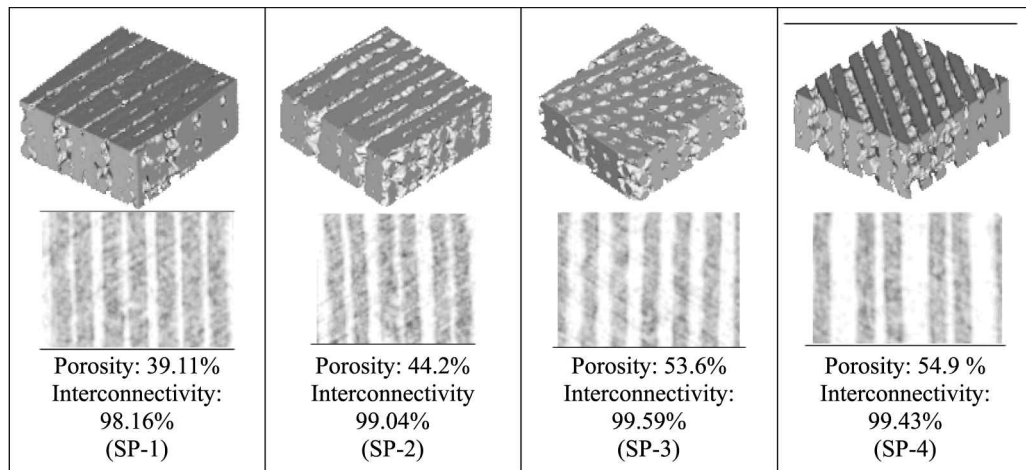 Porosity: 39.11%
Interconnectivity:
98.16%
(SP-1)
Porosity: 44.2%
Interconnectivity
99.04%
(SP-2)
Porosity: 53.6%
Interconnectivity:
99.59%
(SP-3)
Porosity: 54.9 %
Interconnectivity:
99.43%
(SP-4)